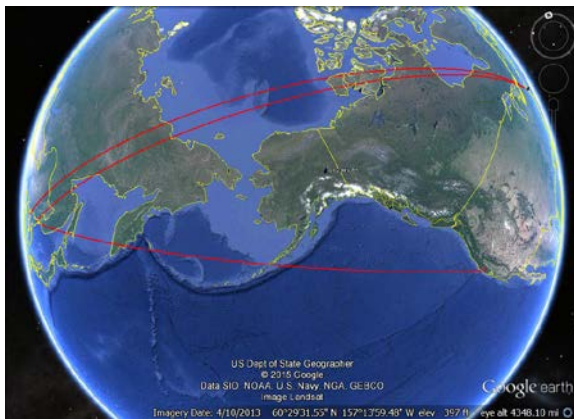 US Dept of State Geographer
© 2015 Google
Data SIO, NOAA, U.S. Navy, NGA, GEBCO
Image Landsat
Google earth
Imagery Date: 4/10/2013 60°29'31.55" N 157°13'59.48" W elev 397 ft eye alt 4348.10 mi